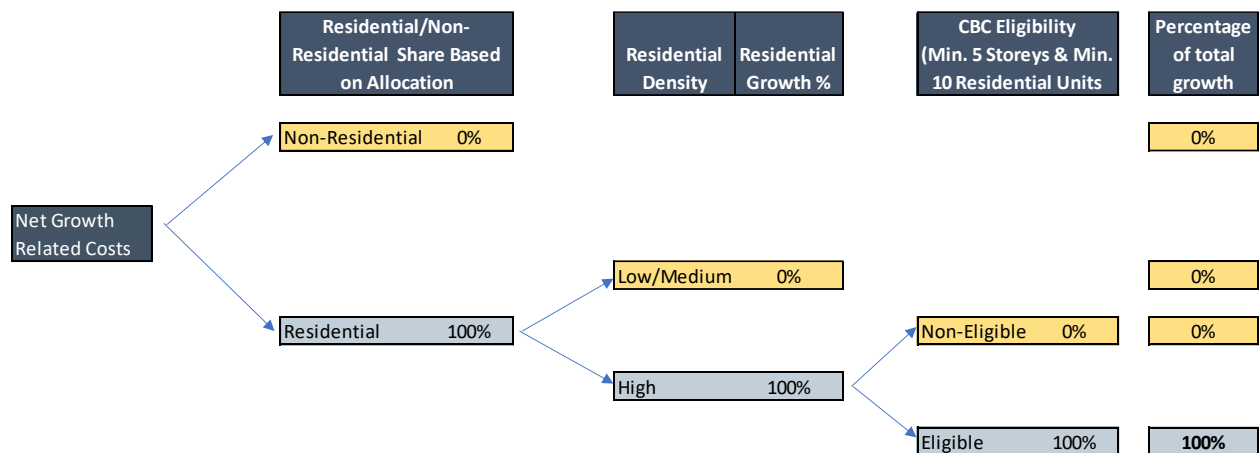 Residential/Non-
Residential Share Based
on Allocation
Residential
Density
Residential
Growth %
CBC Eligibility
(Min. 5 Storeys & Min.
10 Residential Units
Percentage
of total
growth
Non-Residential 0%
0%
Net Growth
Related Costs
Low/Medium 0%
0%
Residential 100%
Non-Eligible 0%
0%
High 100%
Eligible 100%
100%